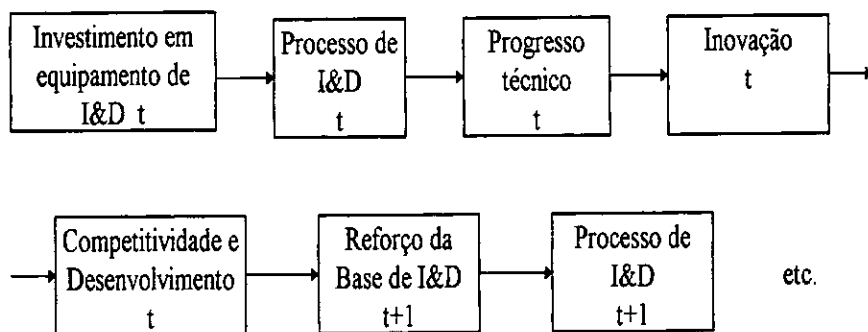 Investimento em
equipamento de
I&D t
Processo de
I&D
t
Progresso
técnico
t
Inovação
t
Competitividade e
Desenvolvimento
t
Reforço da
Base de I&D
t+1
Processo de
I&D
t+1
etc.